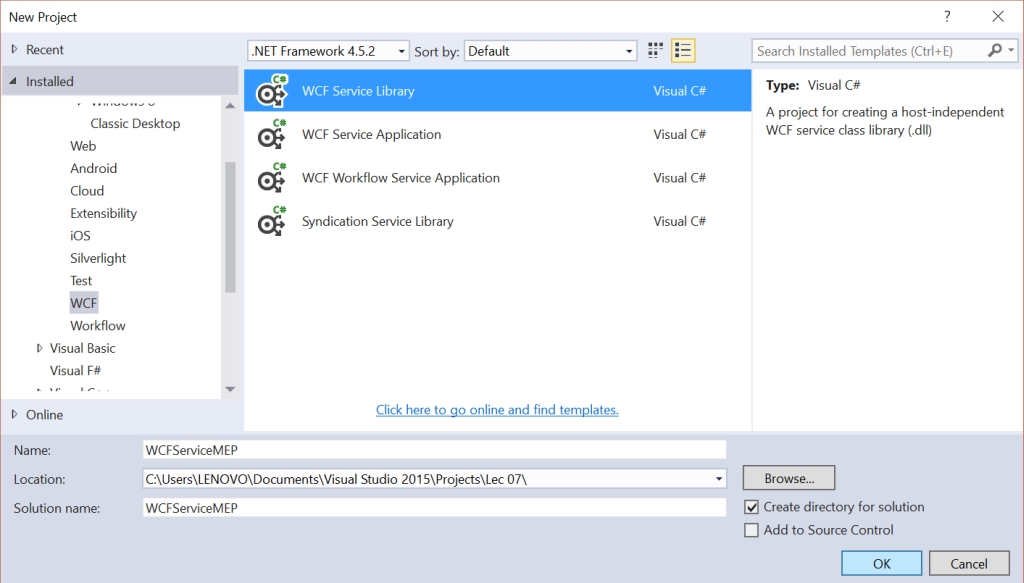 New Project
?
Recent
Installed
Classic Desktop
Web
Android
Cloud
Extensibility
iOS
Silverlight
Test
WCF
Workflow
Visual Basic
Visual F#
Online
.NET Framework 4.5.2
Sort by: Default
C# WCF Service Library Visual C#
C# WCF Service Application Visual C#
C# WCF Workflow Service Application Visual C#
C# Syndication Service Library Visual C#
Click here to go online and find templates.
Search Installed Templates (Ctrl+E)
Type: Visual C#
A project for creating a host-independent
WCF service class library (.dll)
Name: WCFServiceMEP
Location: C:\Users\LENOVO\Documents\Visual Studio 2015\Projects\Lec 07\
Browse...
Solution name: WCFServiceMEP
Create directory for solution
Add to Source Control
OK
Cancel